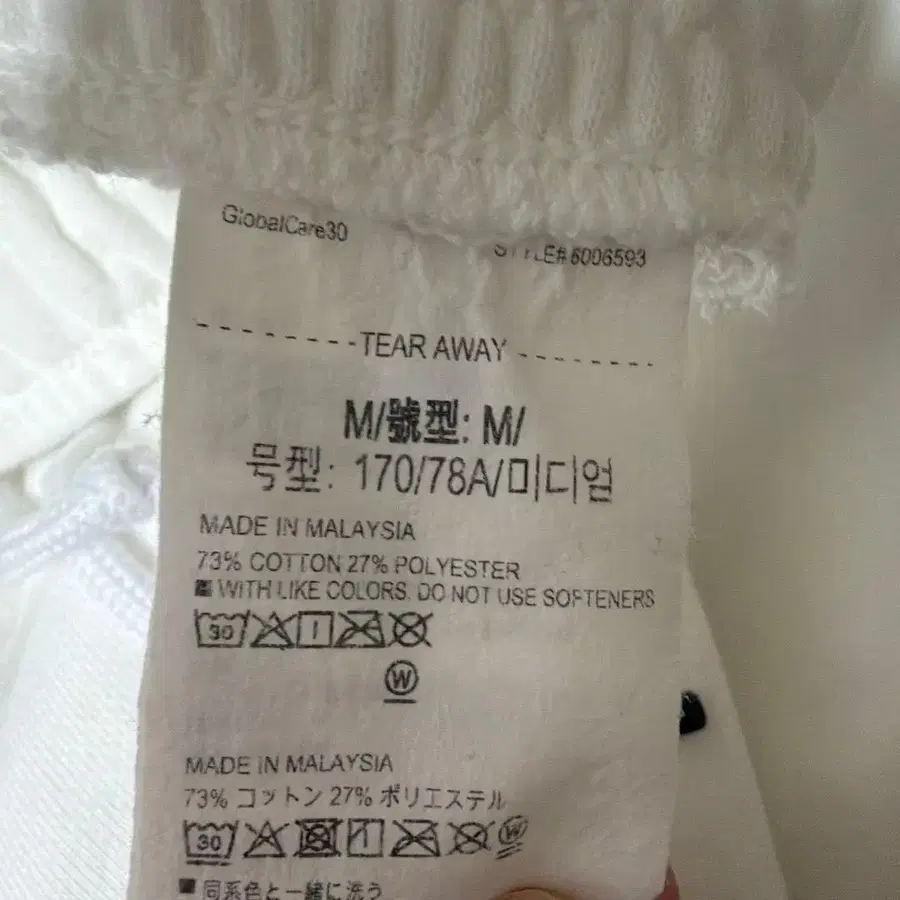 GlobalCare30
STYLE# 6006593
TEAR AWAY
M/號型: M/
号型: 170/78A/미디엄
MADE IN MALAYSIA
73% COTTON 27% POLYESTER
WITH LIKE COLORS. DO NOT USE SOFTENERS
30
W
MADE IN MALAYSIA
73% コットン 27% ポリエステル
30 W
同系色と一緒に洗う